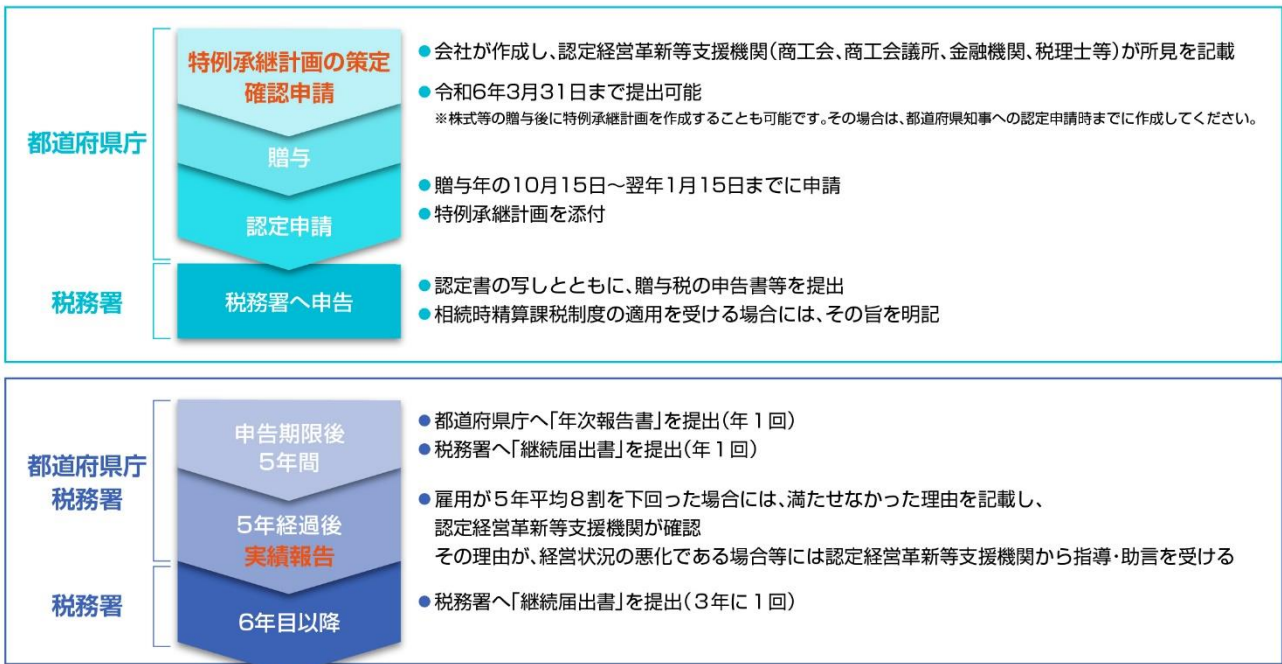 都道府県庁
特例承継計画の策定
確認申請
●会社が作成し、認定経営革新等支援機関(商工会、商工会議所、金融機関、税理士等)が所見を記載
●令和6年3月31日まで提出可能
※株式等の贈与後に特例承継計画を作成することも可能です。その場合は、都道府県知事への認定申請時までに作成してください。
贈与
認定申請
●贈与年の10月15日～翌年1月15日までに申請
●特例承継計画を添付
税務署
税務署へ申告
●認定書の写しとともに、贈与税の申告書等を提出
●相続時精算課税制度の適用を受ける場合には、その旨を明記
都道府県庁
税務署
申告期限後
5年間
●都道府県庁へ「年次報告書」を提出(年1回)
●税務署へ「継続届出書」を提出(年1回)
5年経過後
実績報告
●雇用が5年平均8割を下回った場合には、満たせなかった理由を記載し、
認定経営革新等支援機関が確認
その理由が、経営状況の悪化である場合等には認定経営革新等支援機関から指導・助言を受ける
税務署
6年目以降
●税務署へ「継続届出書」を提出(3年に1回)